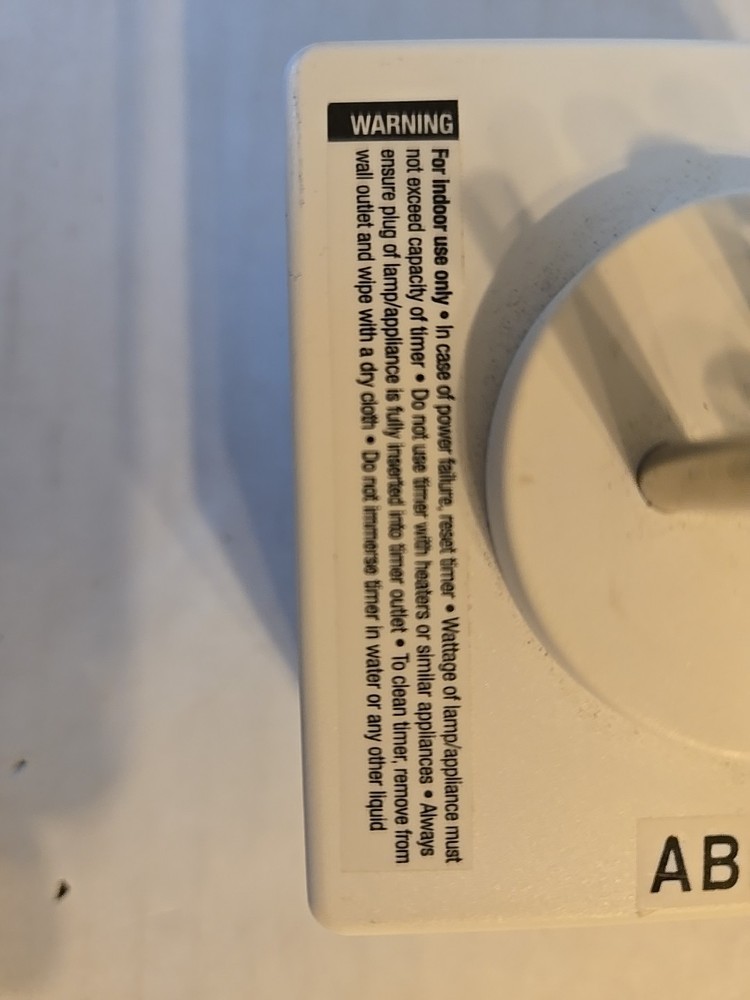 WARNING
For indoor use only • In case of power failure, reset timer • Wattage of lamp/appliance must
not exceed capacity of timer • Do not use timer with heaters or similar appliances • Always
ensure plug of lamp/appliance is fully inserted into timer outlet • To clean timer, remove from
wall outlet and wipe with a dry cloth • Do not immerse timer in water or any other liquid
AB